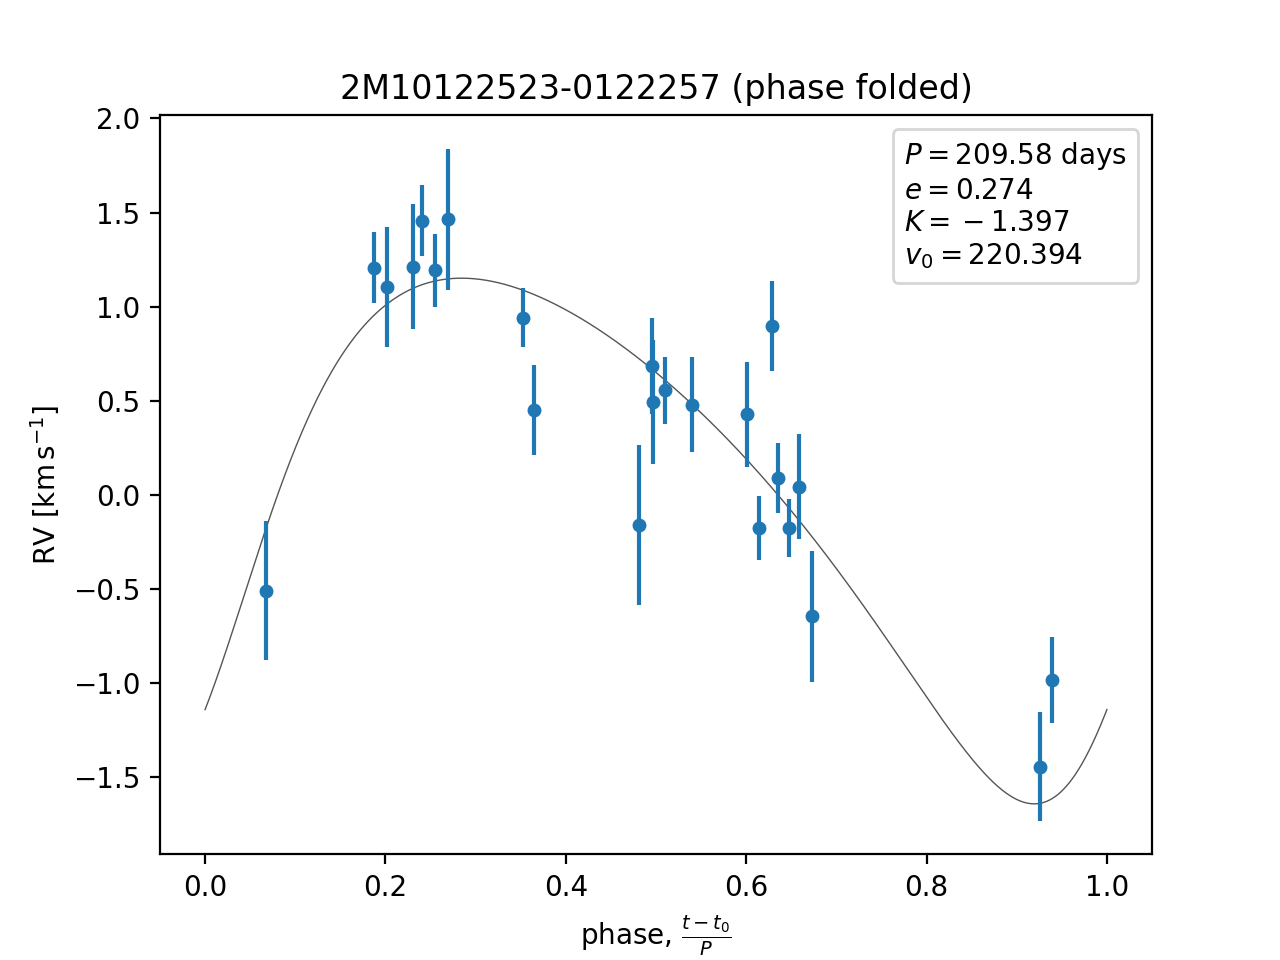 2M10122523-0122257 (phase folded)
P = 209.58 days
e = 0.274
K = −1.397
v₀ = 220.394
RV [km s⁻¹]
2.0
1.5
1.0
0.5
0.0
−0.5
−1.0
−1.5
0.0 0.2 0.4 0.6 0.8 1.0
phase, (t − t₀)/P